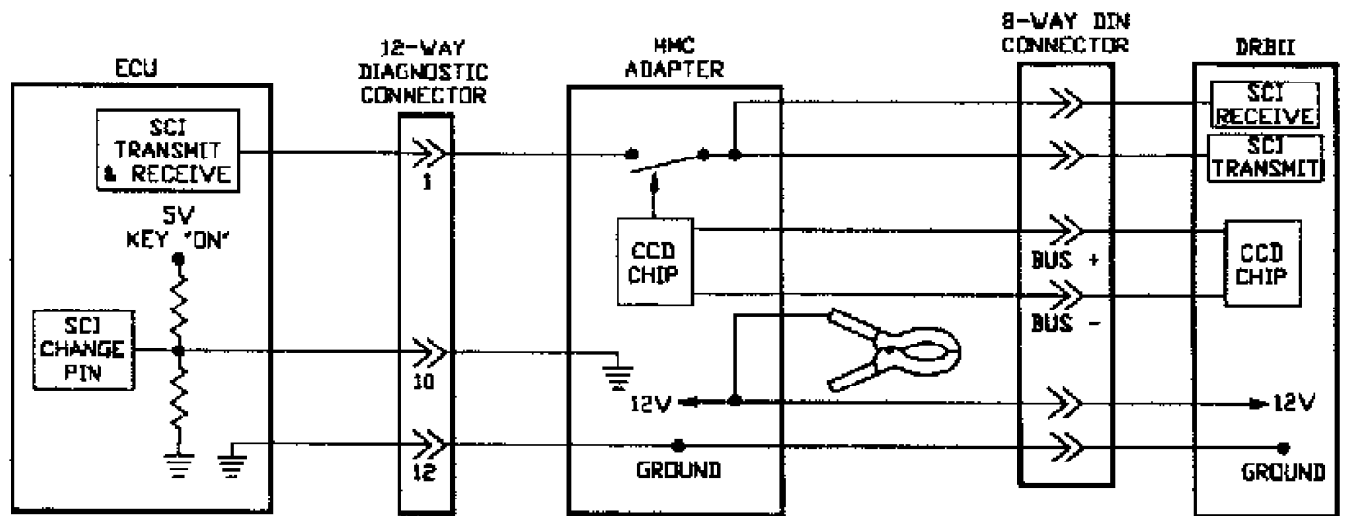 ECU
12-WAY
DIAGNOSTIC
CONNECTOR
MMC
ADAPTER
8-WAY DIN
CONNECTOR
DRBII
SCI
TRANSMIT
& RECEIVE
1
SCI
RECEIVE
SCI
TRANSMIT
5V
KEY "ON"
CCD
CHIP
BUS +
BUS -
CCD
CHIP
SCI
CHANGE
PIN
10
12V
12V
12
GROUND
GROUND